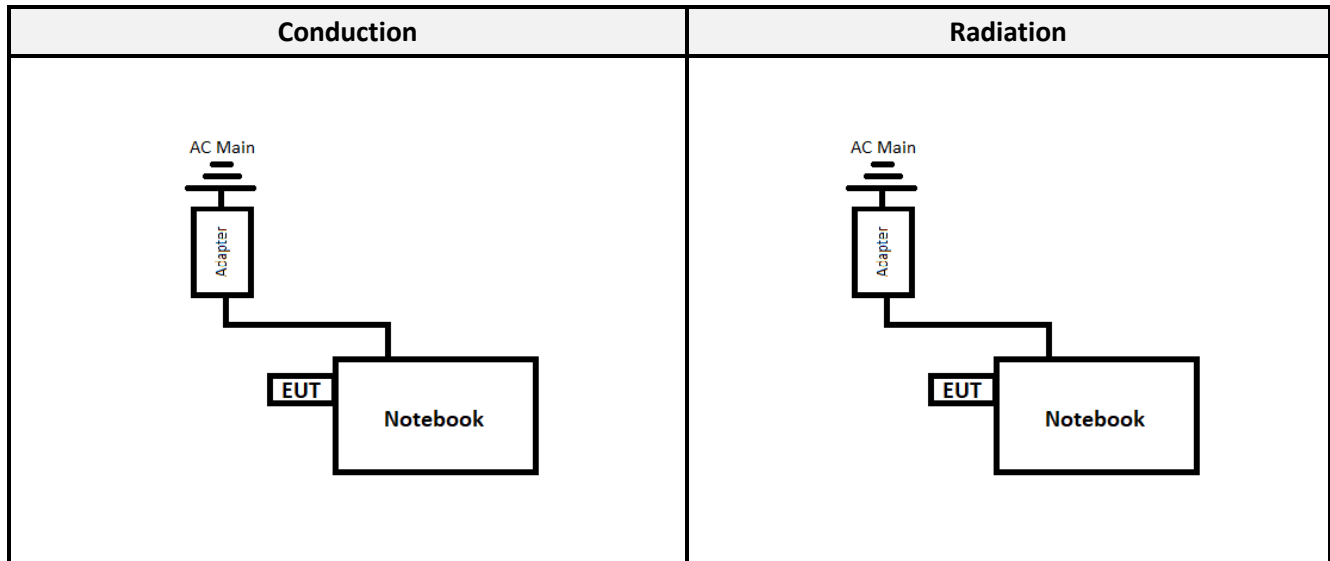 Conduction
Radiation
AC Main
Adapter
EUT
Notebook
AC Main
Adapter
EUT
Notebook